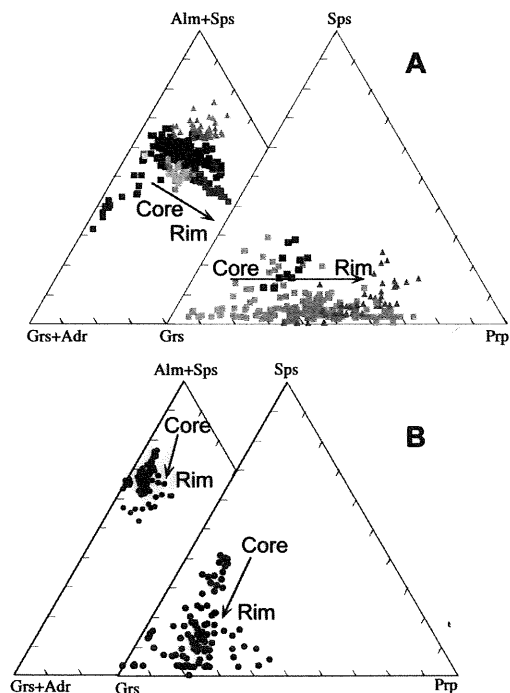 Alm+Sps
Sps
A
Core
Rim
Core
Rim
Grs+Adr
Grs
Prp
Alm+Sps
Sps
B
Core
Rim
Core
Rim
Grs+Adr
Grs
Prp